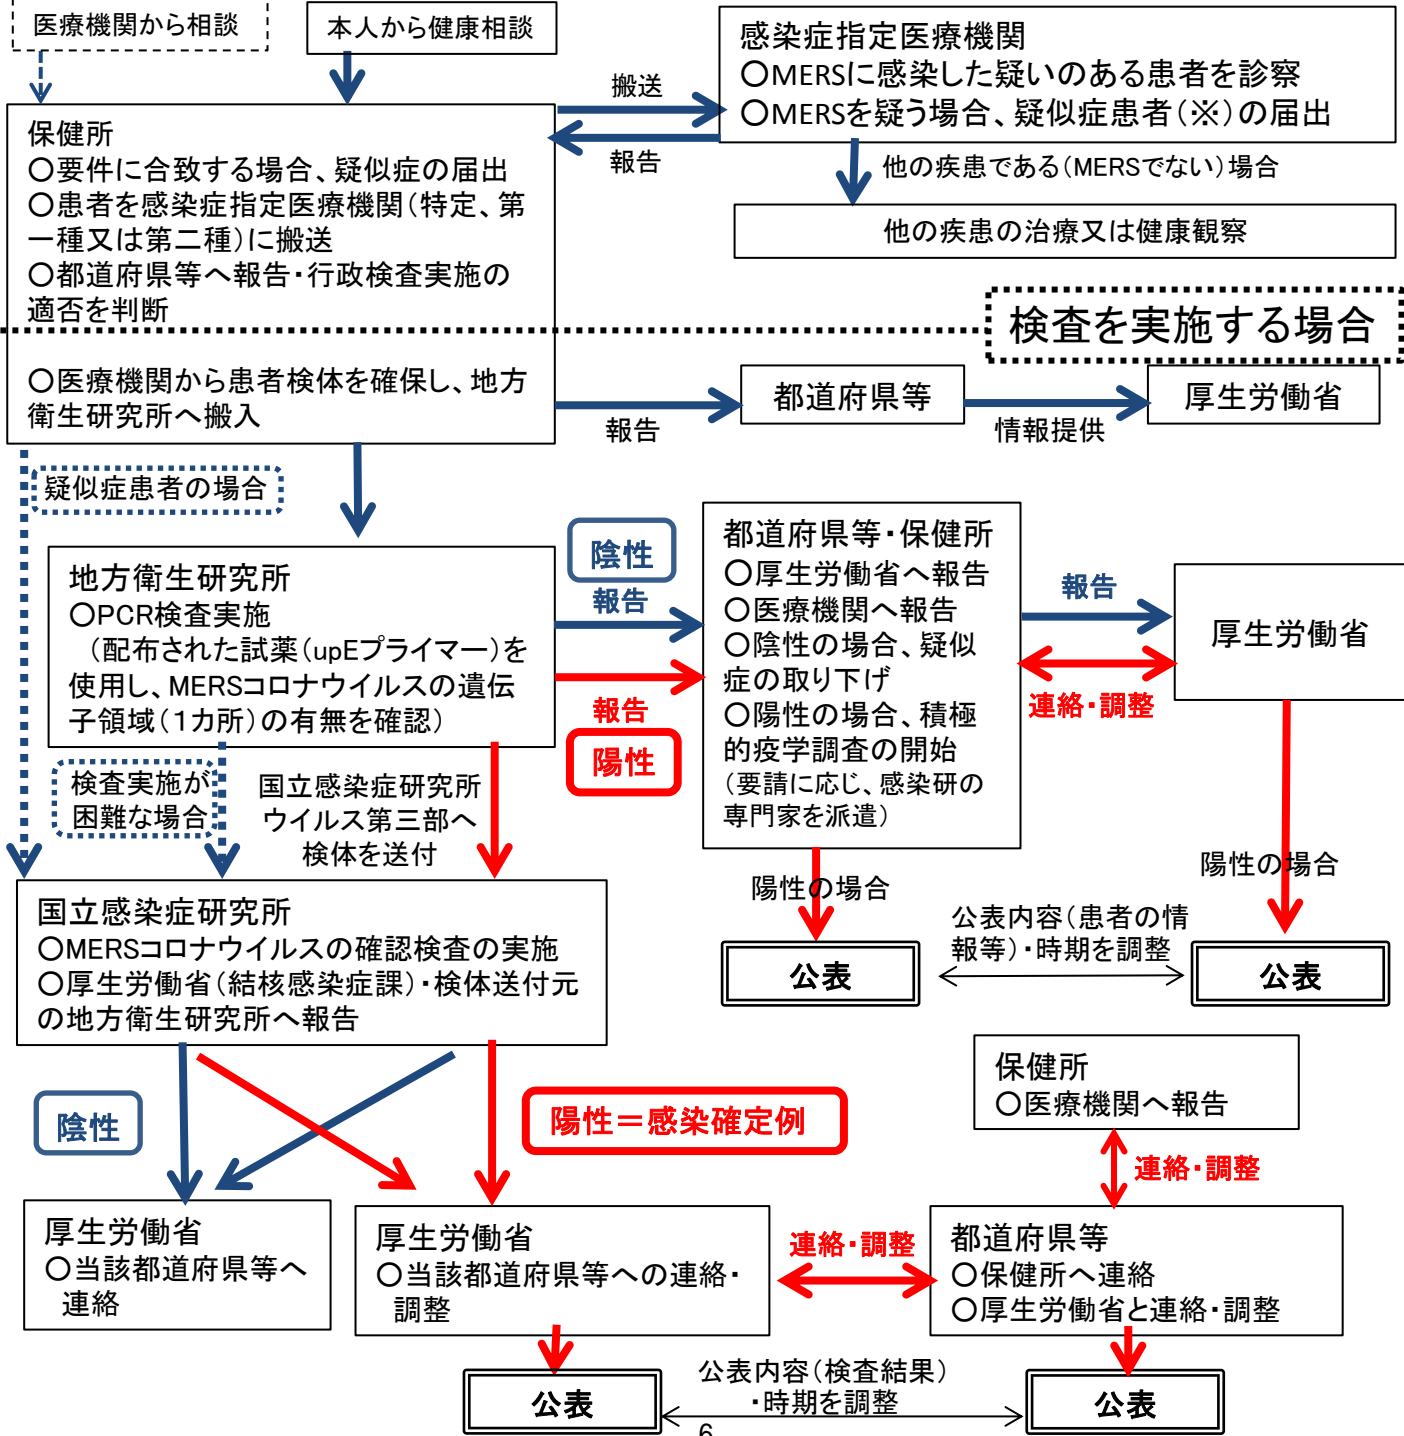 医療機関から相談
本人から健康相談
感染症指定医療機関
〇MERSに感染した疑いのある患者を診察
〇MERSを疑う場合、疑似症患者(※)の届出
搬送
報告
保健所
〇要件に合致する場合、疑似症の届出
〇患者を感染症指定医療機関(特定、第
一種又は第二種)に搬送
〇都道府県等へ報告・行政検査実施の
適否を判断
他の疾患である(MERSでない)場合
他の疾患の治療又は健康観察
検査を実施する場合
〇医療機関から患者検体を確保し、地方
衛生研究所へ搬入
報告
都道府県等
情報提供
厚生労働省
疑似症患者の場合
地方衛生研究所
〇PCR検査実施
(配布された試薬(upEプライマー)を
使用し、MERSコロナウイルスの遺伝
子領域(1カ所)の有無を確認)
陰性
報告
報告
陽性
都道府県等・保健所
〇厚生労働省へ報告
〇医療機関へ報告
〇陰性の場合、疑似
症の取り下げ
〇陽性の場合、積極
的疫学調査の開始
(要請に応じ、感染研の
専門家を派遣)
報告
連絡・調整
厚生労働省
検査実施が
困難な場合
国立感染症研究所
ウイルス第三部へ
検体を送付
陽性の場合
陽性の場合
公表内容(患者の情
報等)・時期を調整
公表
公表
国立感染症研究所
〇MERSコロナウイルスの確認検査の実施
〇厚生労働省(結核感染症課)・検体送付元
の地方衛生研究所へ報告
陰性
陽性=感染確定例
保健所
〇医療機関へ報告
連絡・調整
厚生労働省
〇当該都道府県等へ
連絡
厚生労働省
〇当該都道府県等への連絡・
調整
連絡・調整
都道府県等
〇保健所へ連絡
〇厚生労働省と連絡・調整
公表
公表内容(検査結果)
・時期を調整
公表
6